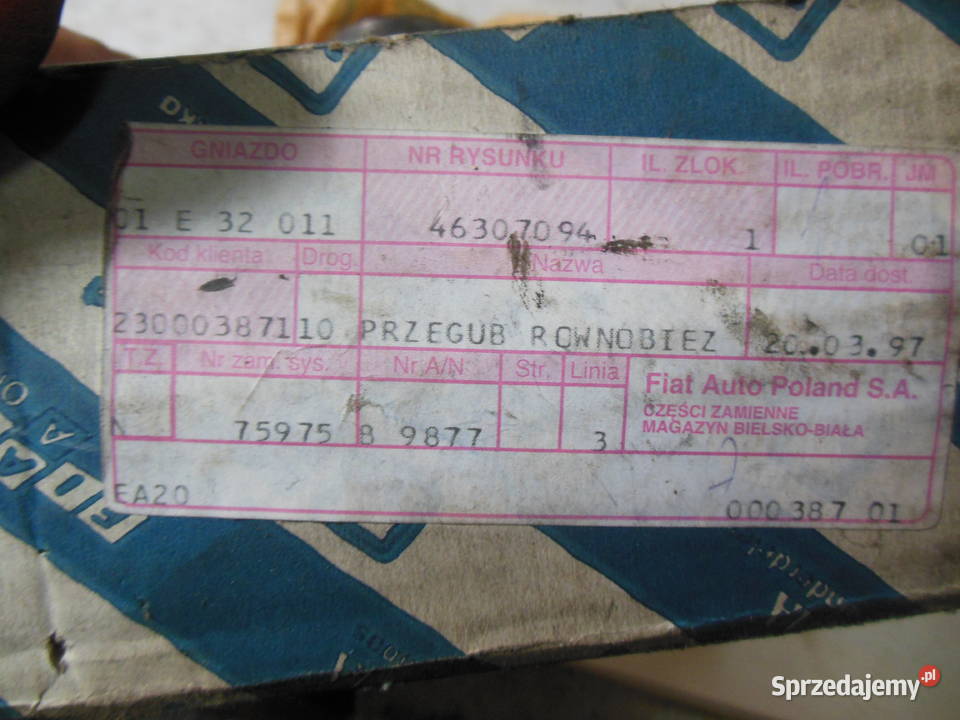 GNIAZDO NR RYSUNKU IL. ZLOK. IL. POBR. JM
01 E 32 011 46307094 1 01
Kod klienta Drog. Nazwa Data dost.
23000387110 PRZEGUB ROWNOBIEZ 20.03.97
T.Z. Nr zam. sys. Nr A/N Str. Linia
75975 8 9877 3
Fiat Auto Poland S.A.
CZĘŚCI ZAMIENNE
MAGAZYN BIELSKO-BIAŁA
EA20 000387 01
Sprzedajemy.pl